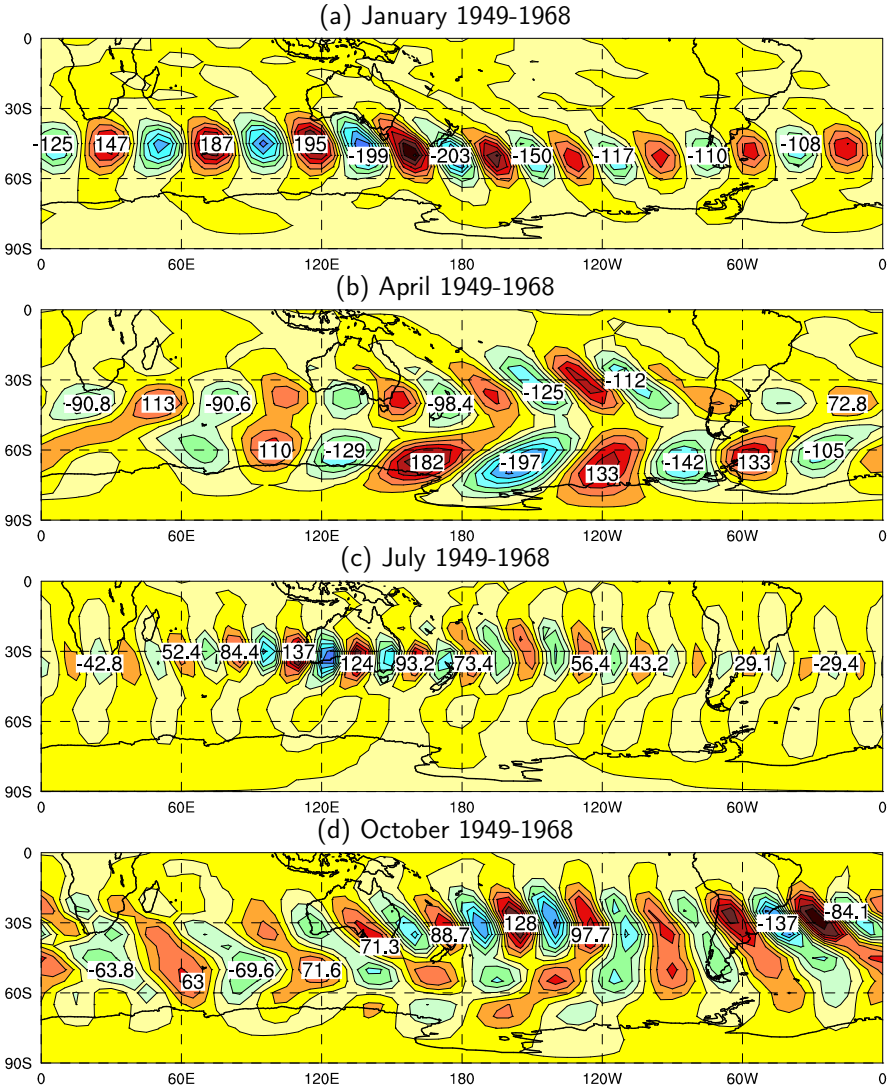 (a) January 1949-1968
0
30S
-125 147 187 195 -199 -203 -150 -117 -110 -108
60S
90S
0 60E 120E 180 120W 60W 0
(b) April 1949-1968
0
30S
-90.8 113 -90.6 -98.4 -125 -112 72.8
60S
110 -129 182 -197 133 -142 133 -105
90S
0 60E 120E 180 120W 60W 0
(c) July 1949-1968
0
30S
-42.8 52.4 84.4 137 124 93.2 73.4 56.4 43.2 29.1 -29.4
60S
90S
0 60E 120E 180 120W 60W 0
(d) October 1949-1968
0
30S
71.3 88.7 128 97.7 -137 -84.1
-63.8 63 -69.6 71.6
60S
90S
0 60E 120E 180 120W 60W 0